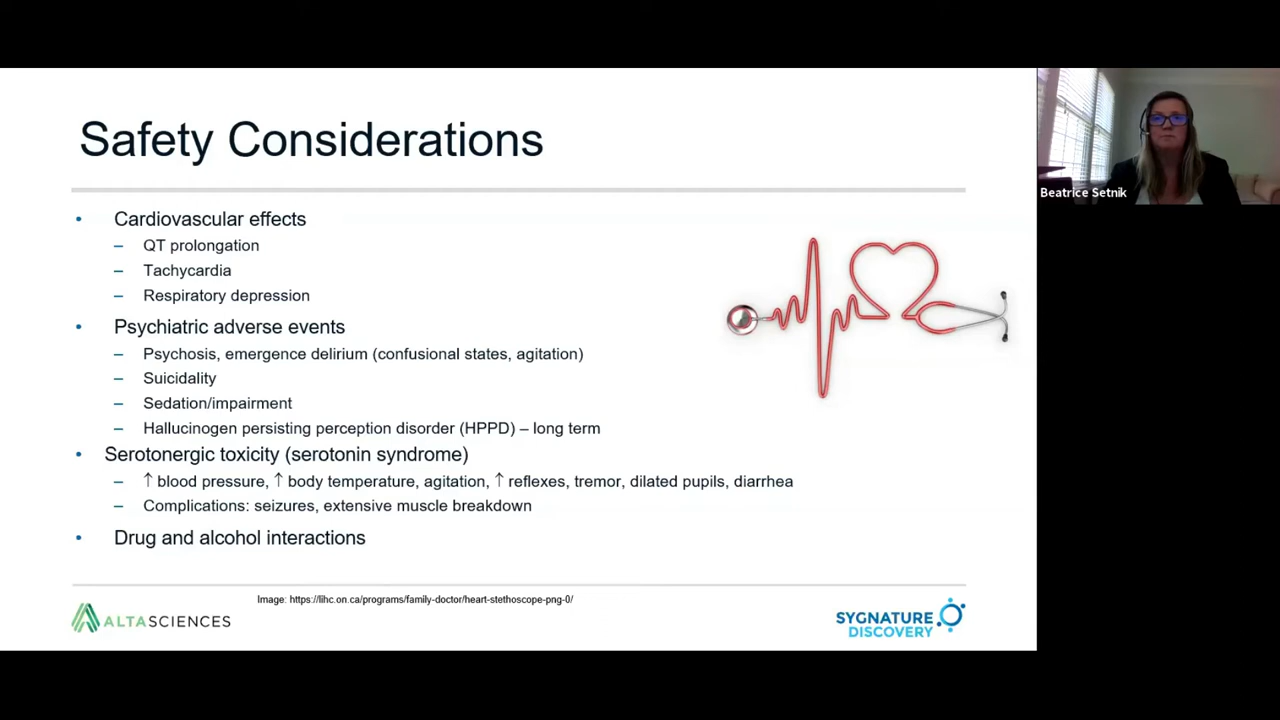 Safety Considerations
• Cardiovascular effects
– QT prolongation
– Tachycardia
– Respiratory depression
• Psychiatric adverse events
– Psychosis, emergence delirium (confusional states, agitation)
– Suicidality
– Sedation/impairment
– Hallucinogen persisting perception disorder (HPPD) – long term
• Serotonergic toxicity (serotonin syndrome)
– ↑ blood pressure, ↑ body temperature, agitation, ↑ reflexes, tremor, dilated pupils, diarrhea
– Complications: seizures, extensive muscle breakdown
• Drug and alcohol interactions
Image: https://lihc.on.ca/programs/family-doctor/heart-stethoscope-png-0/
ALTASCIENCES
SYGNATURE
DISCOVERY
Beatrice Setnik